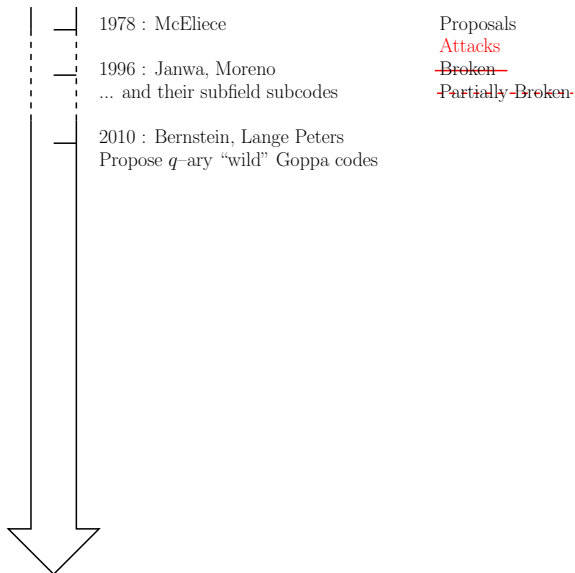 1978 : McEliece
Proposals
Attacks
1996 : Janwa, Moreno
Broken
... and their subfield subcodes
Partially Broken
2010 : Bernstein, Lange Peters
Propose q–ary “wild” Goppa codes